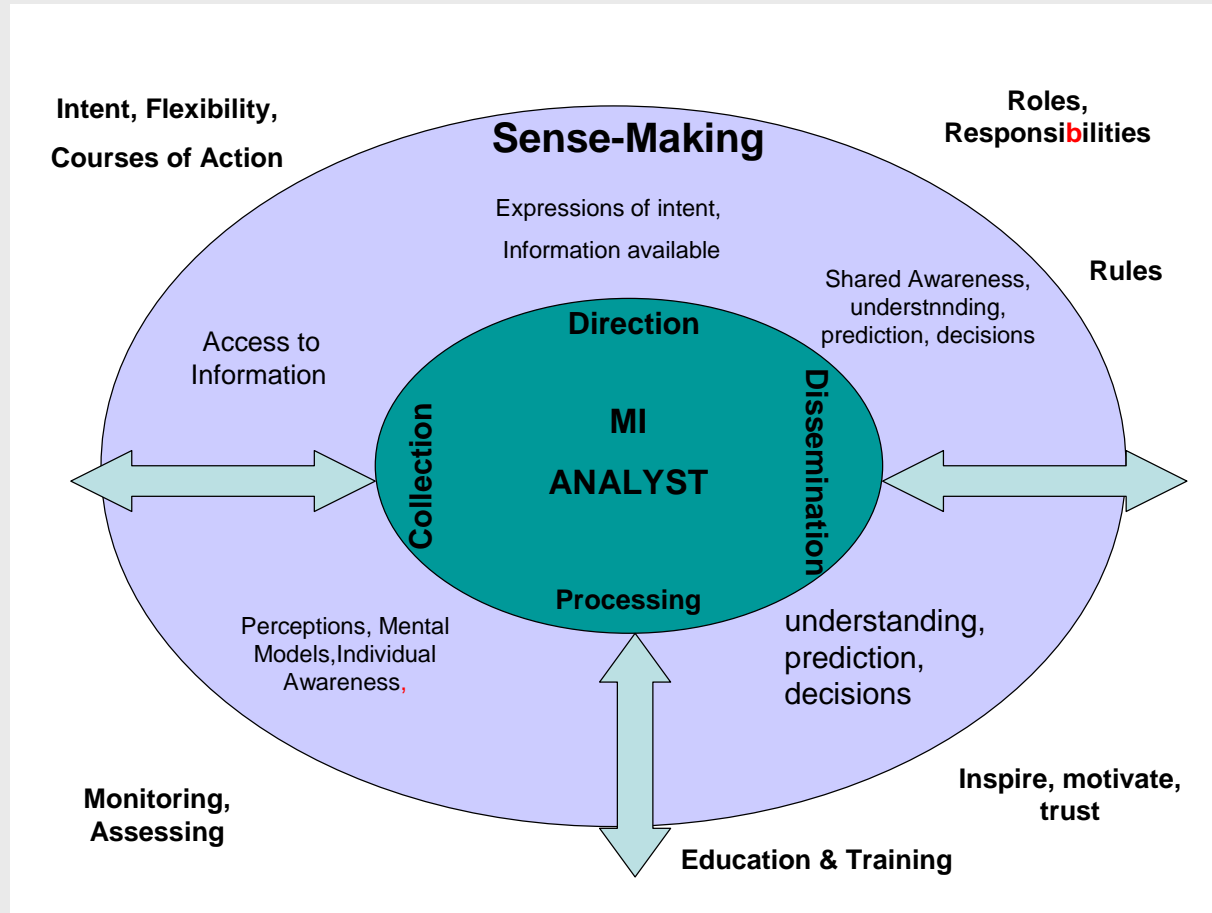 Intent, Flexibility,
Courses of Action
Roles,
Responsibilities
Sense-Making
Expressions of intent,
Information available
Rules
Shared Awareness,
understnnding,
prediction, decisions
Access to
Information
Direction
Collection
MI
ANALYST
Dissemination
Processing
Perceptions, Mental
Models,Individual
Awareness,
understanding,
prediction,
decisions
Monitoring,
Assessing
Inspire, motivate,
trust
Education & Training